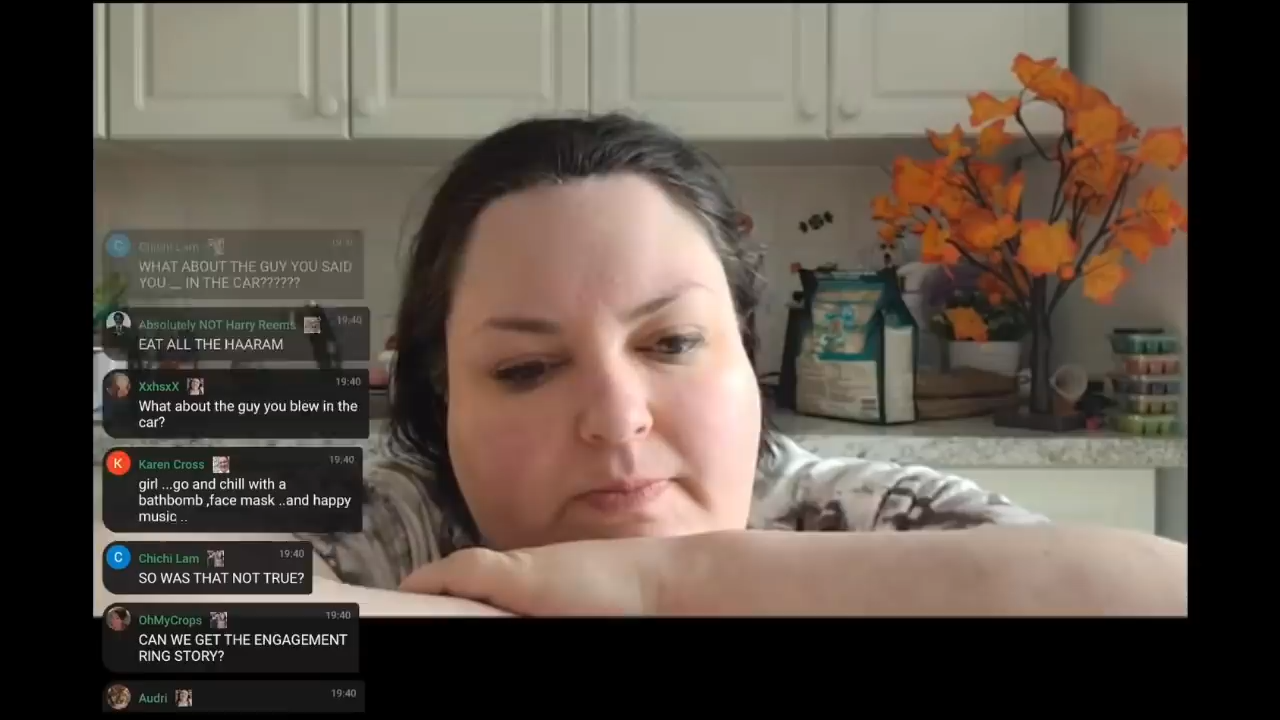 Chichi Lam
WHAT ABOUT THE GUY YOU SAID
YOU __ IN THE CAR??????
Absolutely NOT Harry Reems 19:40
EAT ALL THE HAARAM
XxhsxX 19:40
What about the guy you blew in the
car?
Karen Cross 19:40
girl ...go and chill with a
bathbomb ,face mask ..and happy
music ..
Chichi Lam 19:40
SO WAS THAT NOT TRUE?
OhMyCrops 19:40
CAN WE GET THE ENGAGEMENT
RING STORY?
Audri 19:40